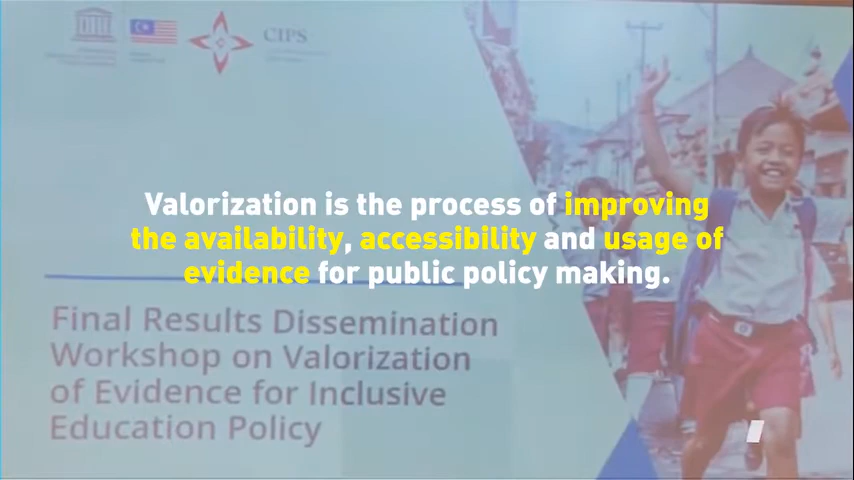 CIPS
Valorization is the process of improving
the availability, accessibility and usage of
evidence for public policy making.
Final Results Dissemination
Workshop on Valorization
of Evidence for Inclusive
Education Policy